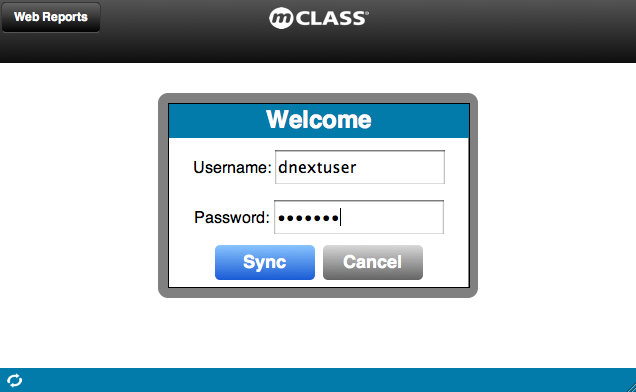 Web Reports
mCLASS®
Welcome
Username: dnextuser
Password: •••••••
Sync Cancel